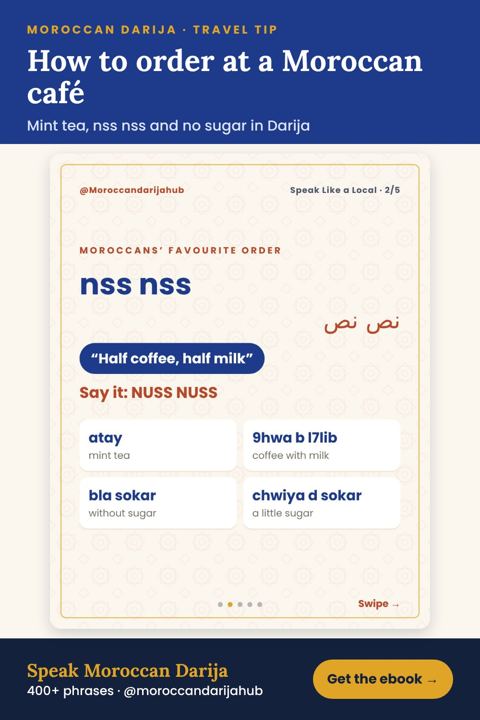 MOROCCAN DARIJA · TRAVEL TIP
How to order at a Moroccan
café
Mint tea, nss nss and no sugar in Darija
@Moroccandarijahub
Speak Like a Local · 2/5
MOROCCANS’ FAVOURITE ORDER
nss nss
نص نص
“Half coffee, half milk”
Say it: NUSS NUSS
atay
mint tea
9hwa b l7lib
coffee with milk
bla sokar
without sugar
chwiya d sokar
a little sugar
Swipe →
Speak Moroccan Darija
400+ phrases · @moroccandarijahub
Get the ebook →